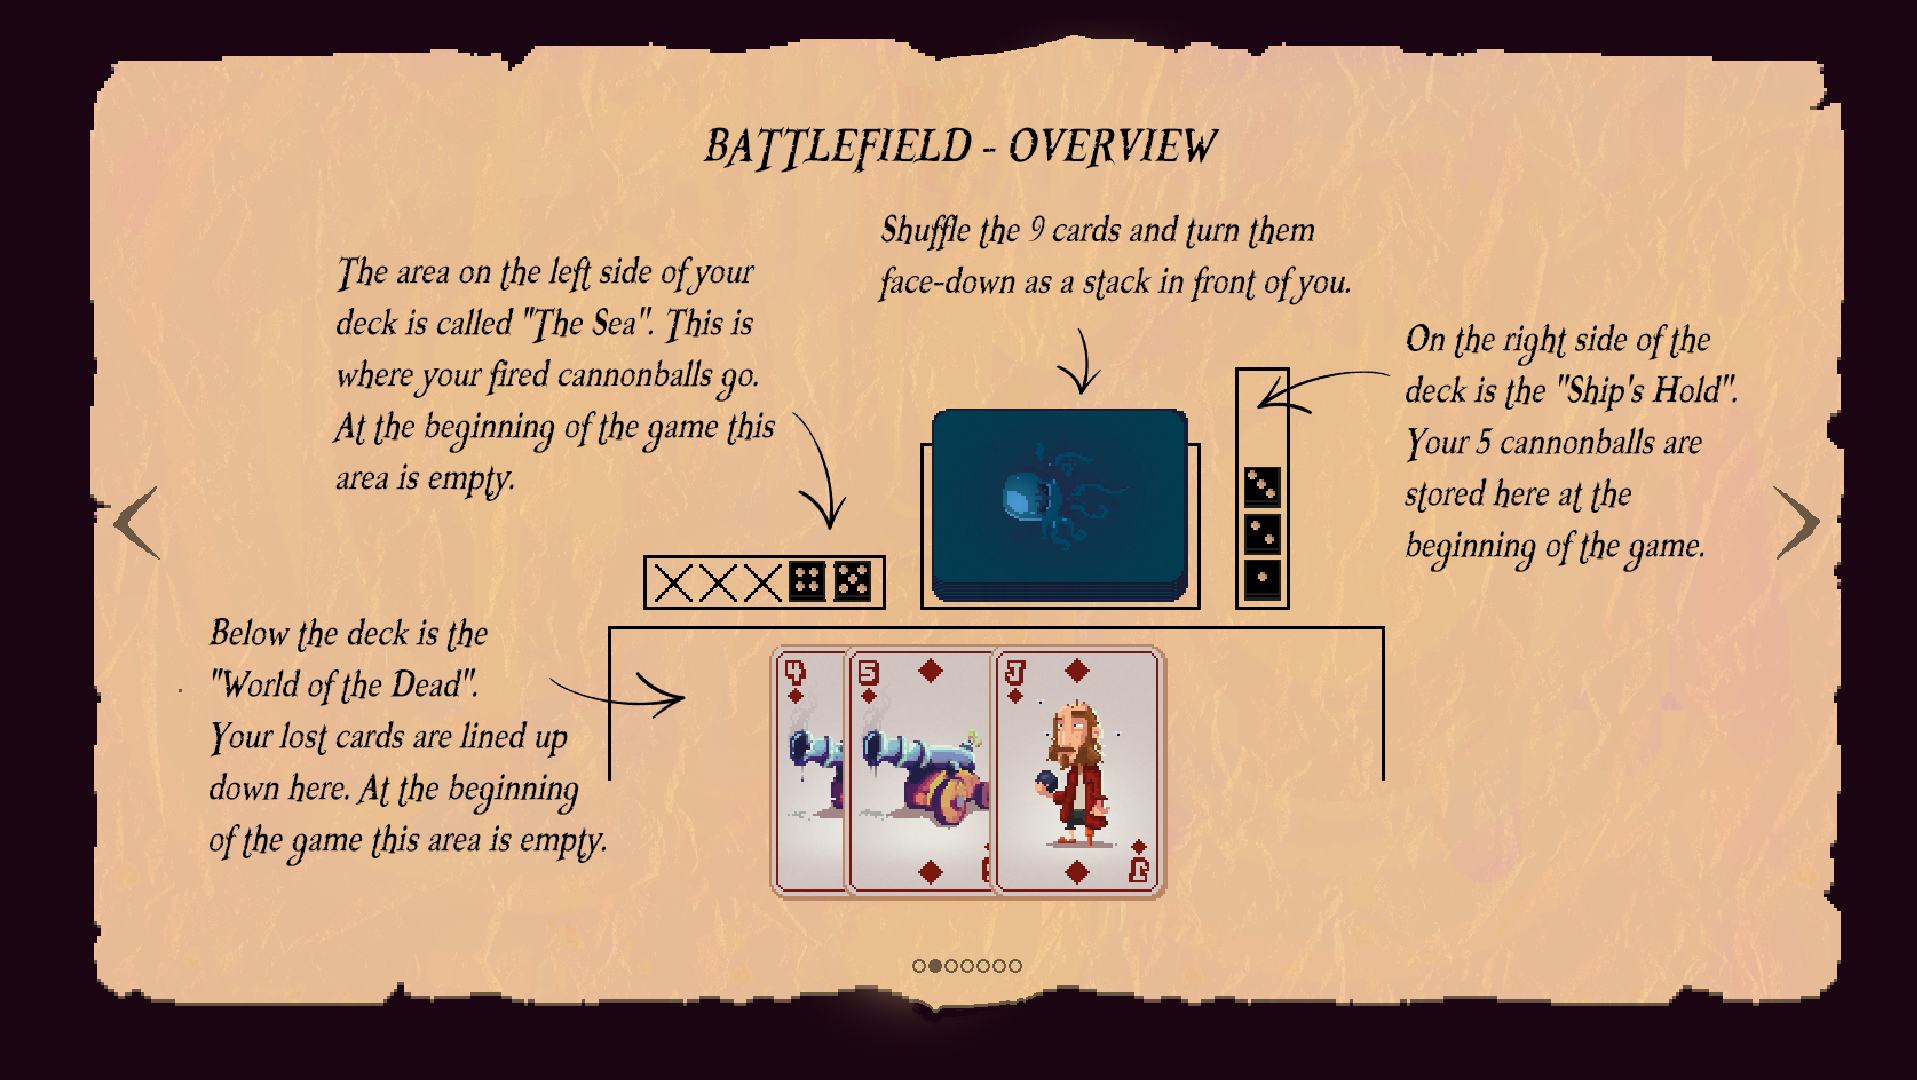 BATTLEFIELD - OVERVIEW
Shuffle the 9 cards and turn them
face-down as a stack in front of you.
The area on the left side of your
deck is called "The Sea". This is
where your fired cannonballs go.
At the beginning of the game this
area is empty.
On the right side of the
deck is the "Ship's Hold".
Your 5 cannonballs are
stored here at the
beginning of the game.
Below the deck is the
"World of the Dead".
Your lost cards are lined up
down here. At the beginning
of the game this area is empty.
4
5
J
J